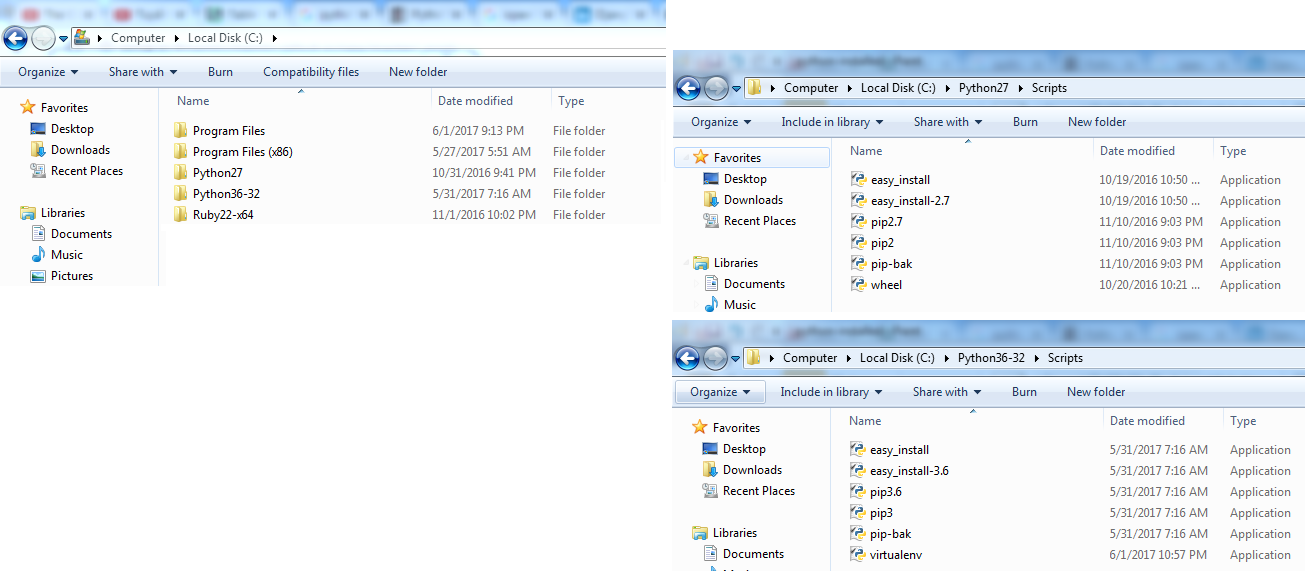 Computer Local Disk (C:)
Organize Share with Burn Compatibility files New folder
Favorites
Desktop
Downloads
Recent Places
Libraries
Documents
Music
Pictures
Name Date modified Type
Program Files 6/1/2017 9:13 PM File folder
Program Files (x86) 5/27/2017 5:51 AM File folder
Python27 10/31/2016 9:41 PM File folder
Python36-32 5/31/2017 7:16 AM File folder
Ruby22-x64 11/1/2016 10:02 PM File folder
Computer Local Disk (C:) Python27 Scripts
Organize Include in library Share with Burn New folder
Favorites
Desktop
Downloads
Recent Places
Libraries
Documents
Music
Name Date modified Type
easy_install 10/19/2016 10:50 ... Application
easy_install-2.7 10/19/2016 10:50 ... Application
pip2.7 11/10/2016 9:03 PM Application
pip2 11/10/2016 9:03 PM Application
pip-bak 11/10/2016 9:03 PM Application
wheel 10/20/2016 10:21 ... Application
Computer Local Disk (C:) Python36-32 Scripts
Organize Include in library Share with Burn New folder
Favorites
Desktop
Downloads
Recent Places
Libraries
Documents
Name Date modified Type
easy_install 5/31/2017 7:16 AM Application
easy_install-3.6 5/31/2017 7:16 AM Application
pip3.6 5/31/2017 7:16 AM Application
pip3 5/31/2017 7:16 AM Application
pip-bak 5/31/2017 7:16 AM Application
virtualenv 6/1/2017 10:57 PM Application